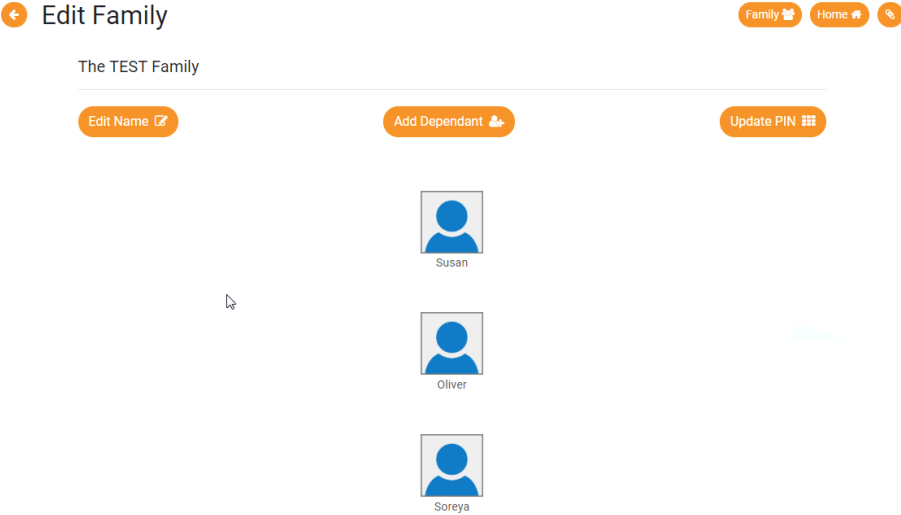 Edit Family
Family
Home
The TEST Family
Edit Name
Add Dependant
Update PIN
Susan
Oliver
Soreya